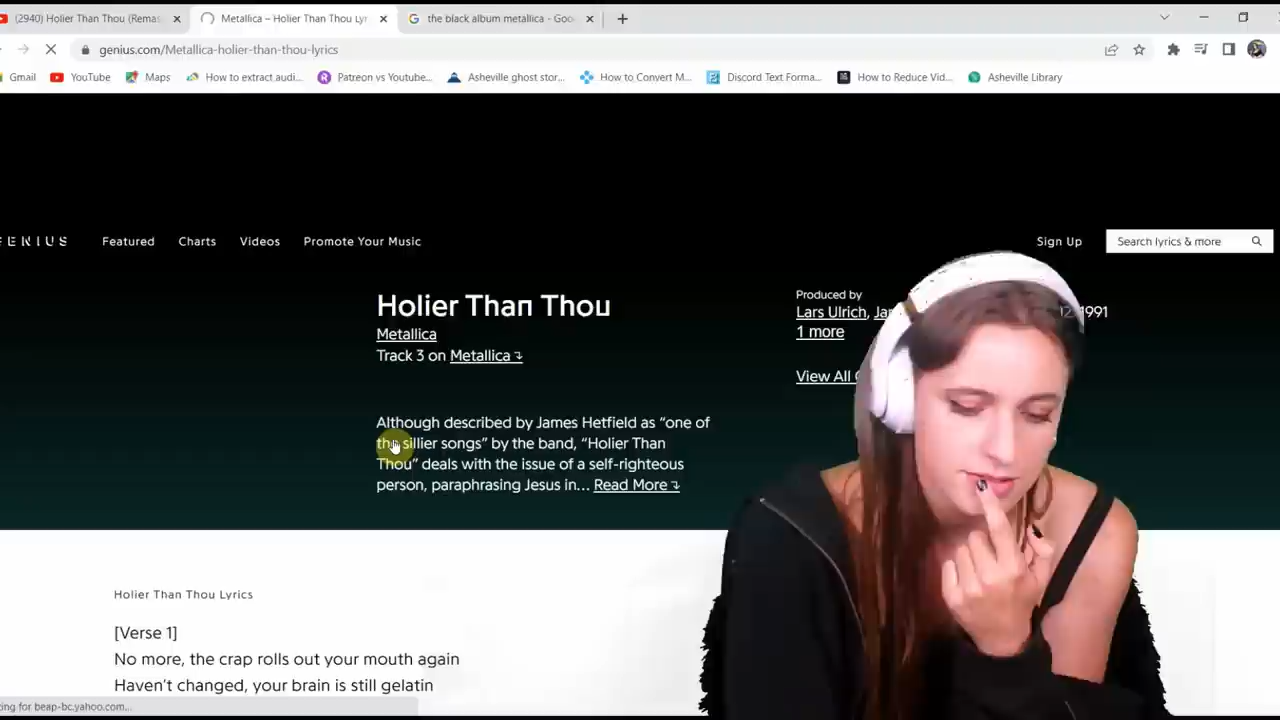 (2940) Holier Than Thou (Remas
Metallica – Holier Than Thou Lyr
the black album metallica - Goo
genius.com/Metallica-holier-than-thou-lyrics
Gmail
YouTube
Maps
How to extract audi...
Patreon vs Youtube...
Asheville ghost stor...
How to Convert M...
Discord Text Forma...
How to Reduce Vid...
Asheville Library
GENIUS
Featured
Charts
Videos
Promote Your Music
Sign Up
Search lyrics & more
Holier Than Thou
Metallica
Track 3 on Metallica
Produced by
Lars Ulrich, Ja
1991
1 more
View All
Although described by James Hetfield as “one of
the sillier songs” by the band, “Holier Than
Thou” deals with the issue of a self-righteous
person, paraphrasing Jesus in... Read More
Holier Than Thou Lyrics
[Verse 1]
No more, the crap rolls out your mouth again
Haven't changed, your brain is still gelatin
ing for beap-bc.yahoo.com...